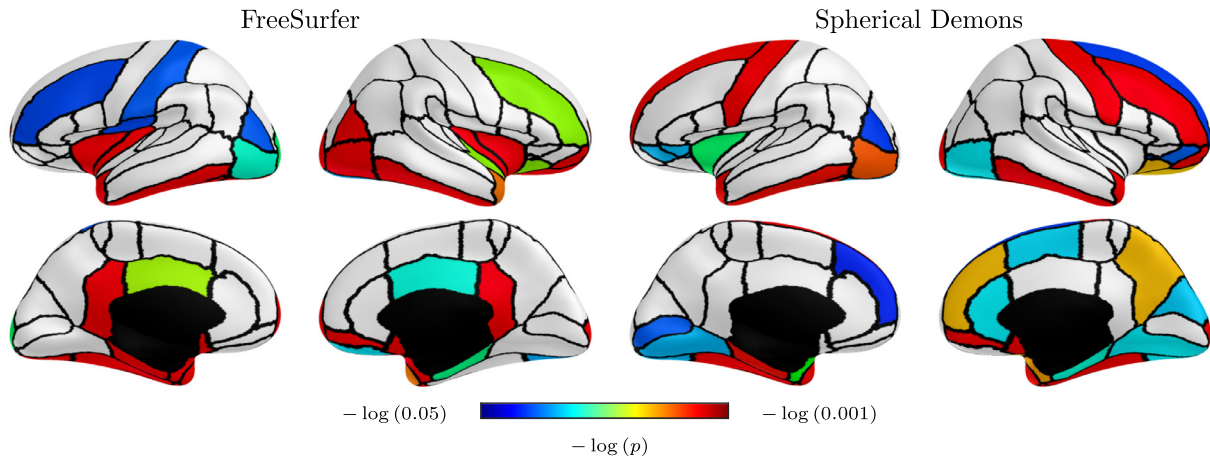 FreeSurfer
Spherical Demons
− log (0.05)
− log (0.001)
− log (p)